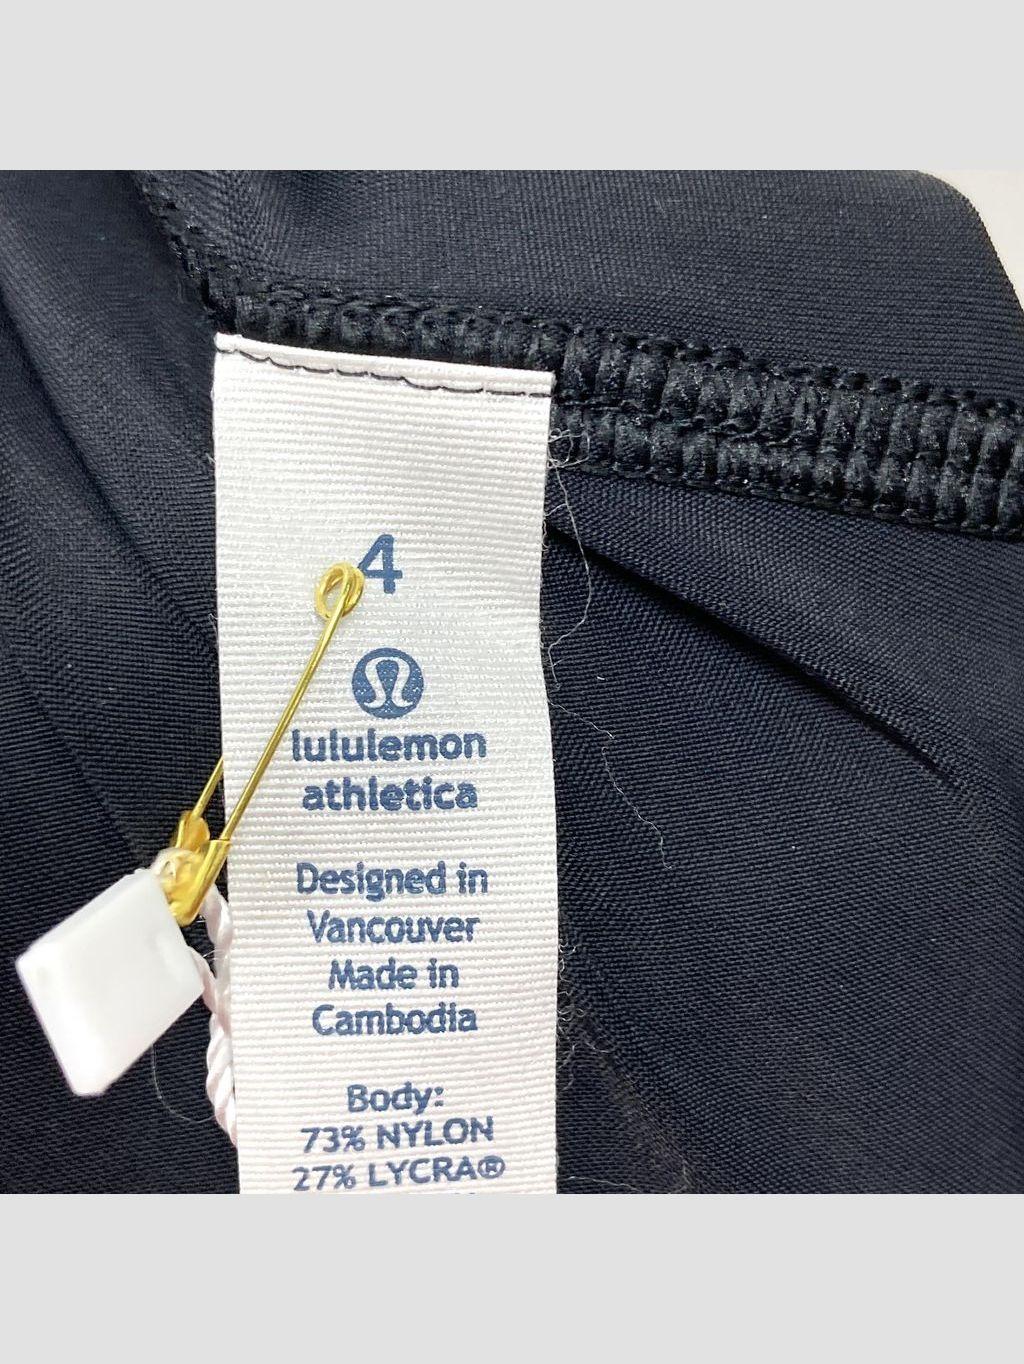 4
lululemon
athletica
Designed in
Vancouver
Made in
Cambodia
Body:
73% NYLON
27% LYCRA®